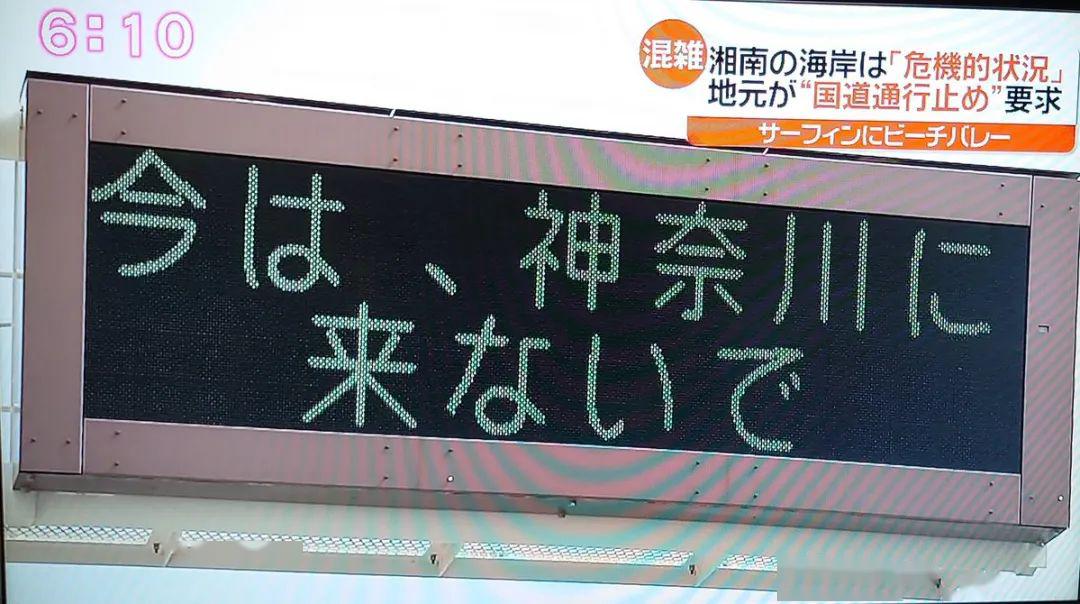 6:10
混雑
湘南の海岸は「危機的状況」
地元が“国道通行止め”要求
サーフィンにビーチバレー
今は、神奈川に
来ないで